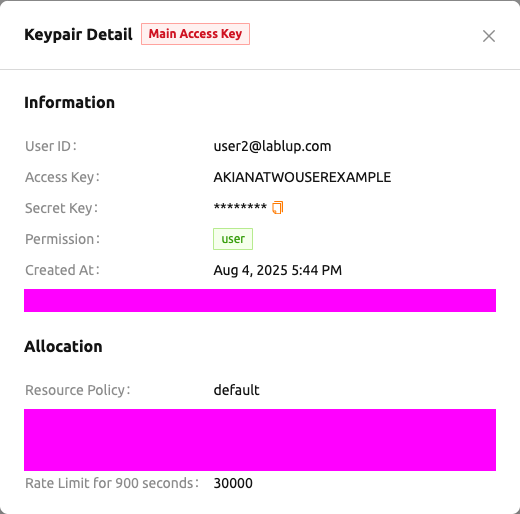 Keypair Detail Main Access Key
Information
User ID:
user2@lablup.com
Access Key:
AKIANATWOUSEREXAMPLE
Secret Key:
********
Permission:
user
Created At:
Aug 4, 2025 5:44 PM
Allocation
Resource Policy:
default
Rate Limit for 900 seconds:
30000